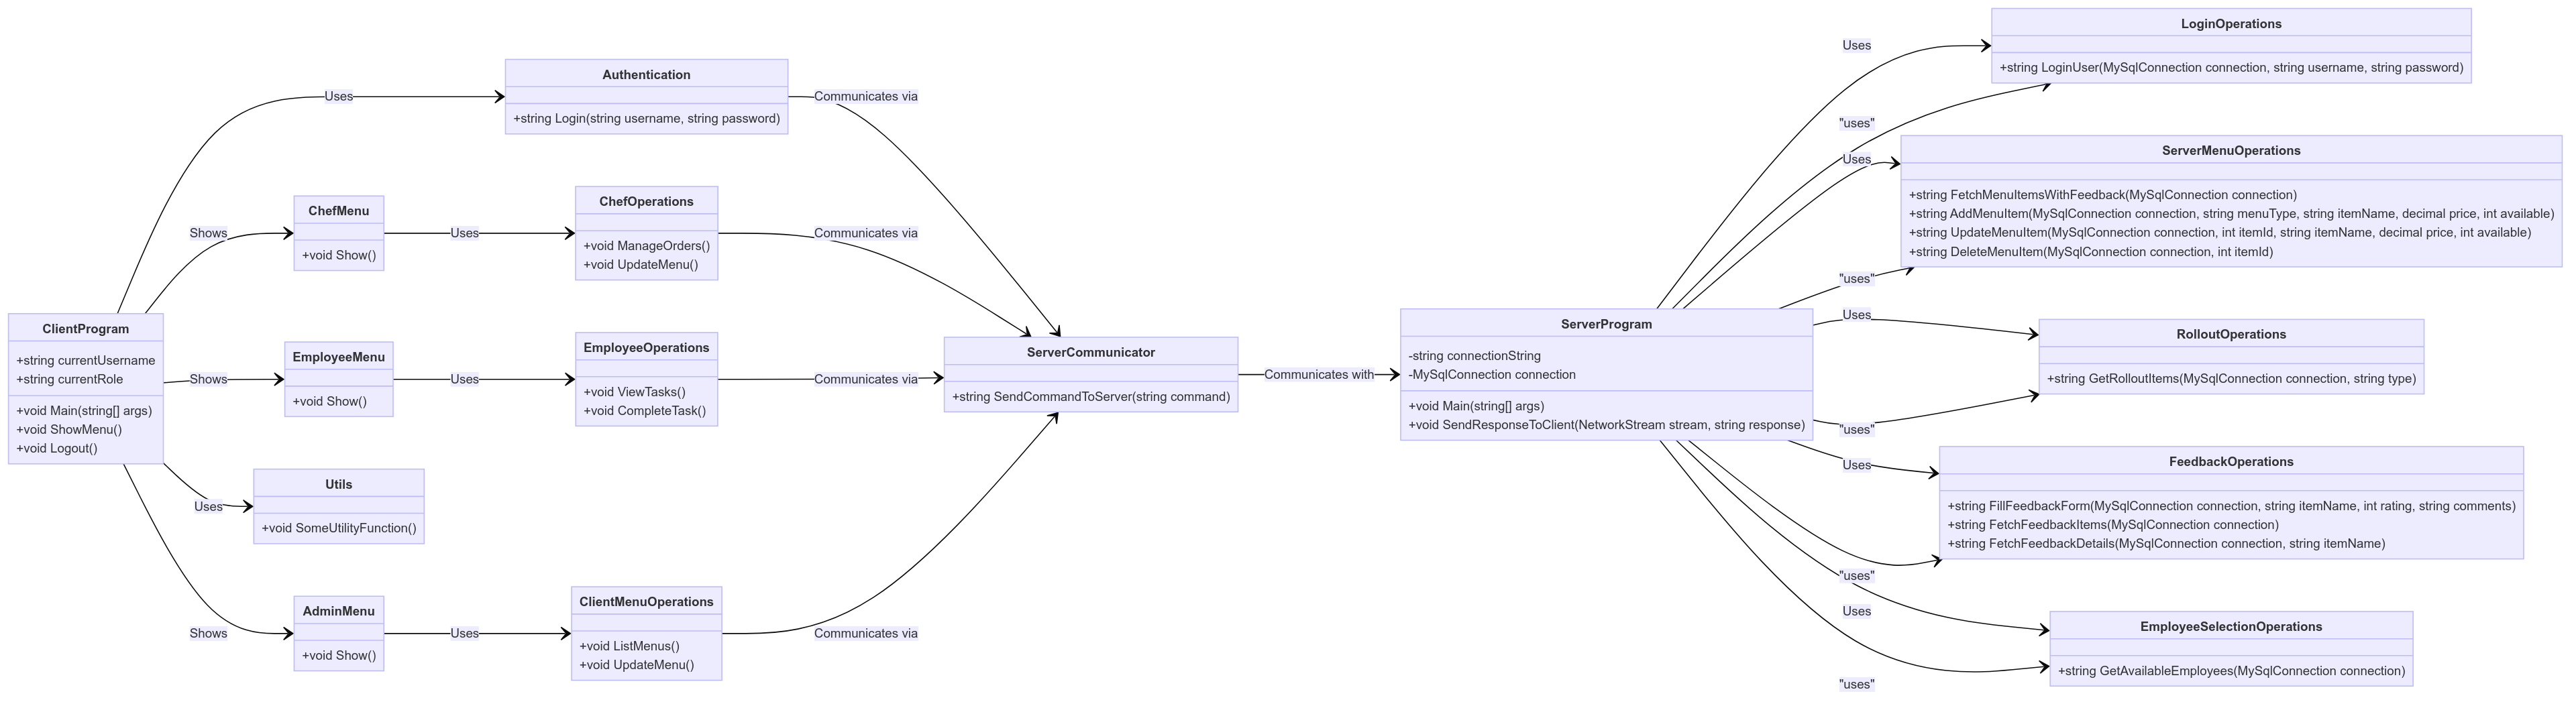 ClientProgram
+string currentUsername
+string currentRole
+void Main(string[] args)
+void ShowMenu()
+void Logout()
Uses
Shows
Shows
Uses
Shows
Authentication
+string Login(string username, string password)
ChefMenu
+void Show()
Uses
ChefOperations
+void ManageOrders()
+void UpdateMenu()
EmployeeMenu
+void Show()
Uses
EmployeeOperations
+void ViewTasks()
+void CompleteTask()
Utils
+void SomeUtilityFunction()
AdminMenu
+void Show()
Uses
ClientMenuOperations
+void ListMenus()
+void UpdateMenu()
Communicates via
Communicates via
Communicates via
Communicates via
ServerCommunicator
+string SendCommandToServer(string command)
Communicates with
ServerProgram
-string connectionString
-MySqlConnection connection
+void Main(string[] args)
+void SendResponseToClient(NetworkStream stream, string response)
Uses
"uses"
Uses
"uses"
Uses
"uses"
Uses
"uses"
Uses
"uses"
LoginOperations
+string LoginUser(MySqlConnection connection, string username, string password)
ServerMenuOperations
+string FetchMenuItemsWithFeedback(MySqlConnection connection)
+string AddMenuItem(MySqlConnection connection, string menuType, string itemName, decimal price, int available)
+string UpdateMenuItem(MySqlConnection connection, int itemId, string itemName, decimal price, int available)
+string DeleteMenuItem(MySqlConnection connection, int itemId)
RolloutOperations
+string GetRolloutItems(MySqlConnection connection, string type)
FeedbackOperations
+string FillFeedbackForm(MySqlConnection connection, string itemName, int rating, string comments)
+string FetchFeedbackItems(MySqlConnection connection)
+string FetchFeedbackDetails(MySqlConnection connection, string itemName)
EmployeeSelectionOperations
+string GetAvailableEmployees(MySqlConnection connection)